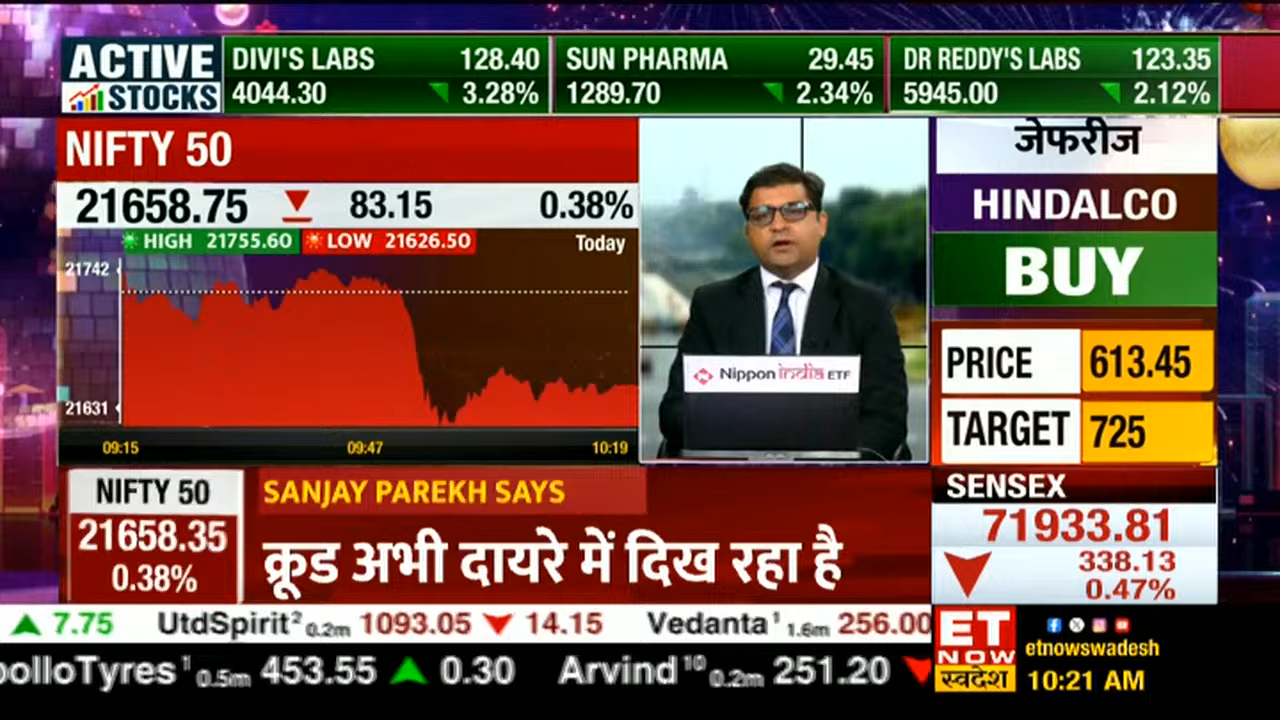 ACTIVE
STOCKS
DIVI'S LABS 128.40
4044.30 3.28%
SUN PHARMA 29.45
1289.70 2.34%
DR REDDY'S LABS 123.35
5945.00 2.12%
NIFTY 50
21658.75 83.15 0.38%
HIGH 21755.60 LOW 21626.50 Today
21742
21631
09:15 09:47 10:19
Nippon india ETF
जेफरीज
HINDALCO
BUY
PRICE 613.45
TARGET 725
NIFTY 50
21658.35
0.38%
SANJAY PAREKH SAYS
क्रूड अभी दायरे में दिख रहा है
SENSEX
71933.81
338.13
0.47%
7.75 UtdSpirit² 0.2m 1093.05 14.15 Vedanta¹ 1.6m 256.00
polloTyres¹ 0.5m 453.55 0.30 Arvind¹⁰ 0.2m 251.20
ET
NOW
स्वदेश
etnowswadesh
10:21 AM